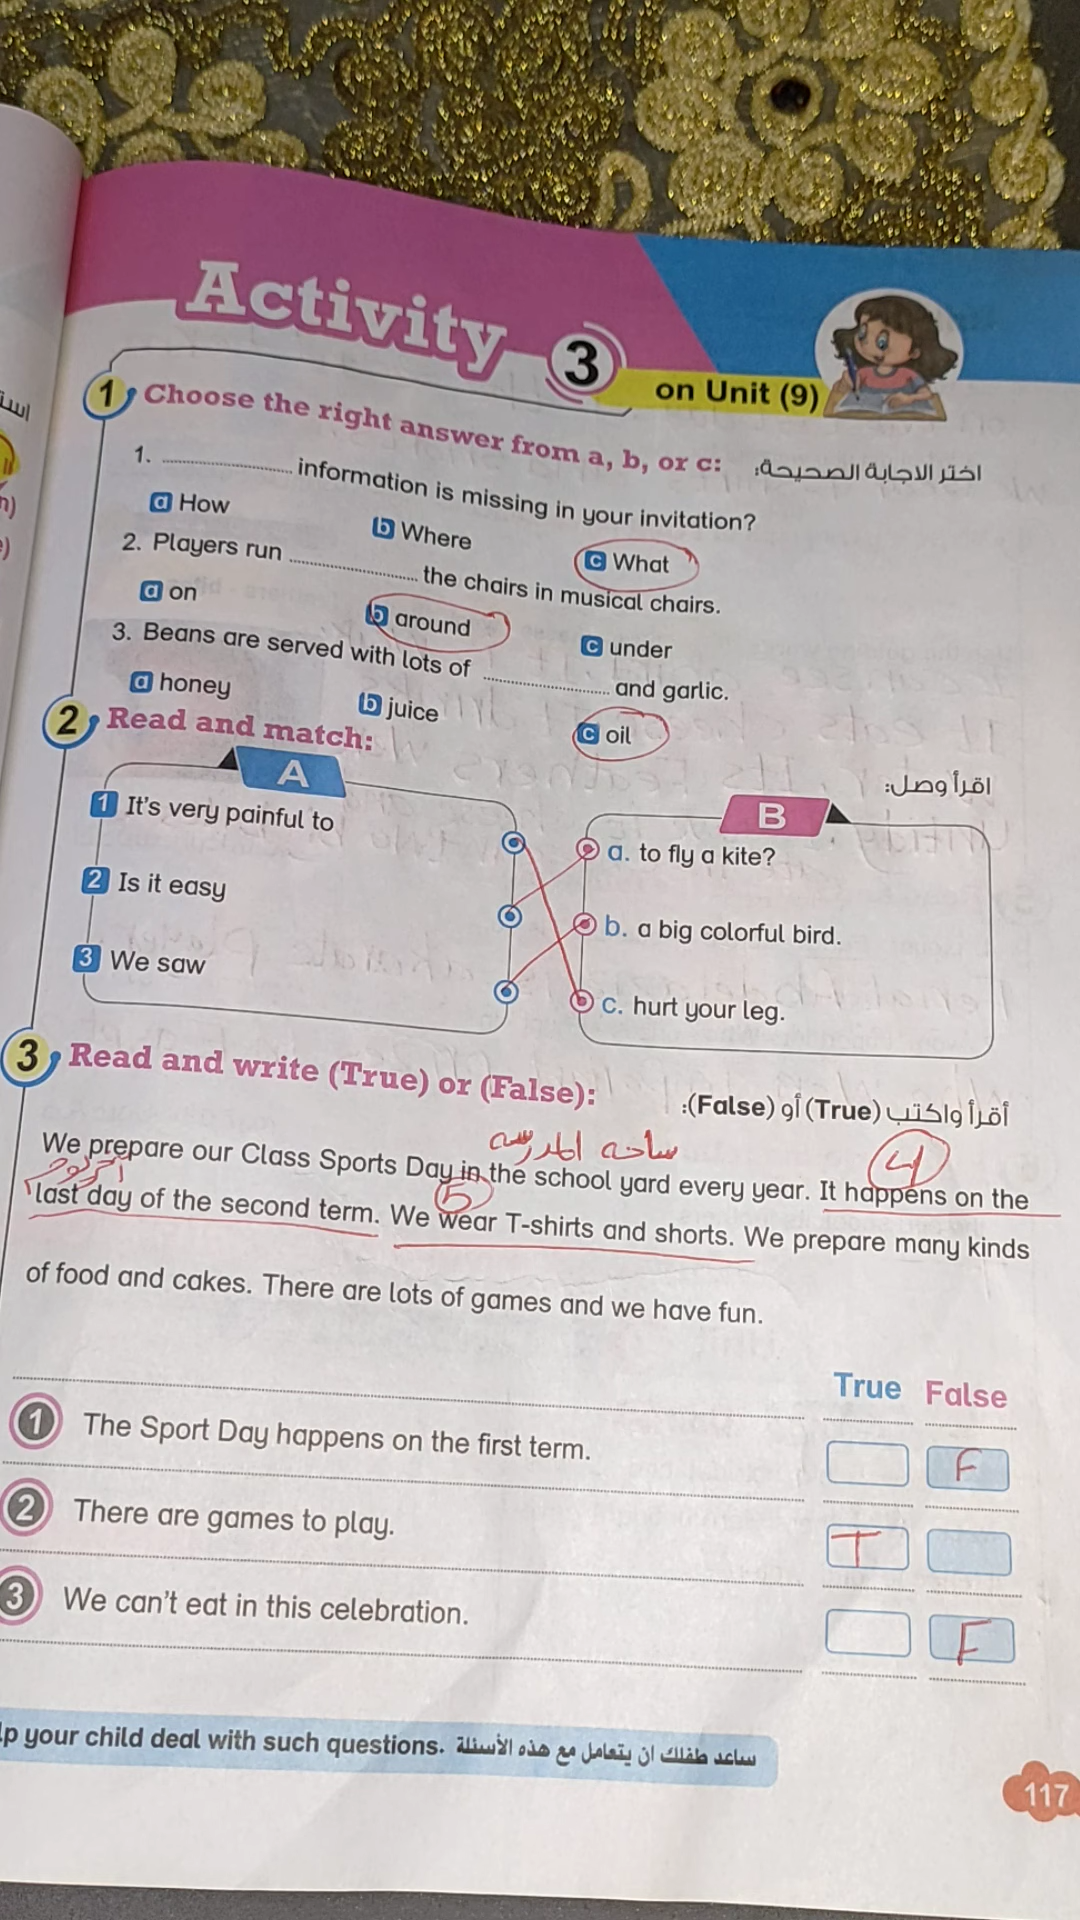 Activity 3
on Unit (9)
1 Choose the right answer from a, b, or c: اختر الاجابة الصحيحة:
1. ............ information is missing in your invitation?
a How b Where c What
2. Players run ............ the chairs in musical chairs.
a on b around c under
3. Beans are served with lots of ............ and garlic.
a honey b juice c oil
2 Read and match: اقرأ وصل:
A
1 It's very painful to
2 Is it easy
3 We saw
B
a. to fly a kite?
b. a big colorful bird.
c. hurt your leg.
3 Read and write (True) or (False): أقرأ واكتب (True) أو (False):
ساحه المدرسه 4
We prepare our Class Sports Day in the school yard every year. It happens on the
5
last day of the second term. We wear T-shirts and shorts. We prepare many kinds
of food and cakes. There are lots of games and we have fun.
True False
1 The Sport Day happens on the first term. F
2 There are games to play. T
3 We can't eat in this celebration. F
lp your child deal with such questions. ساعد طفلك ان يتعامل مع هذه الأسئلة
117